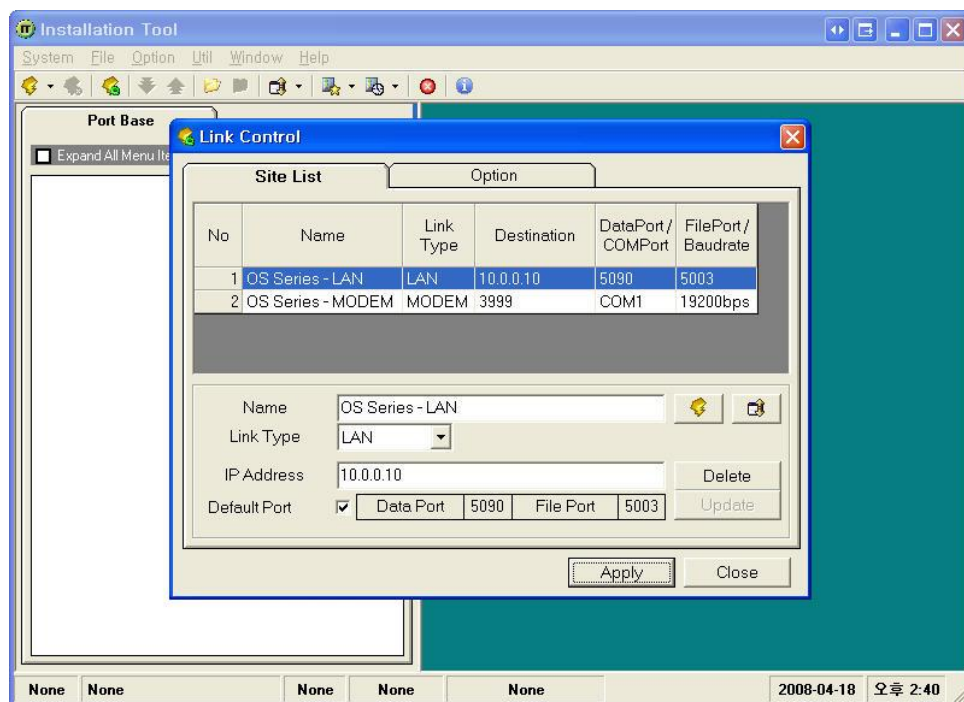 Installation Tool
System File Option Util Window Help
Port Base
Expand All Menu Ite
Link Control
Site List Option
No Name Link Type Destination DataPort/ COMPort FilePort/ Baudrate
1 OS Series - LAN LAN 10.0.0.10 5090 5003
2 OS Series - MODEM MODEM 3999 COM1 19200bps
Name OS Series - LAN
Link Type LAN
IP Address 10.0.0.10 Delete
Default Port Data Port 5090 File Port 5003 Update
Apply Close
None None None None None 2008-04-18 오후 2:40